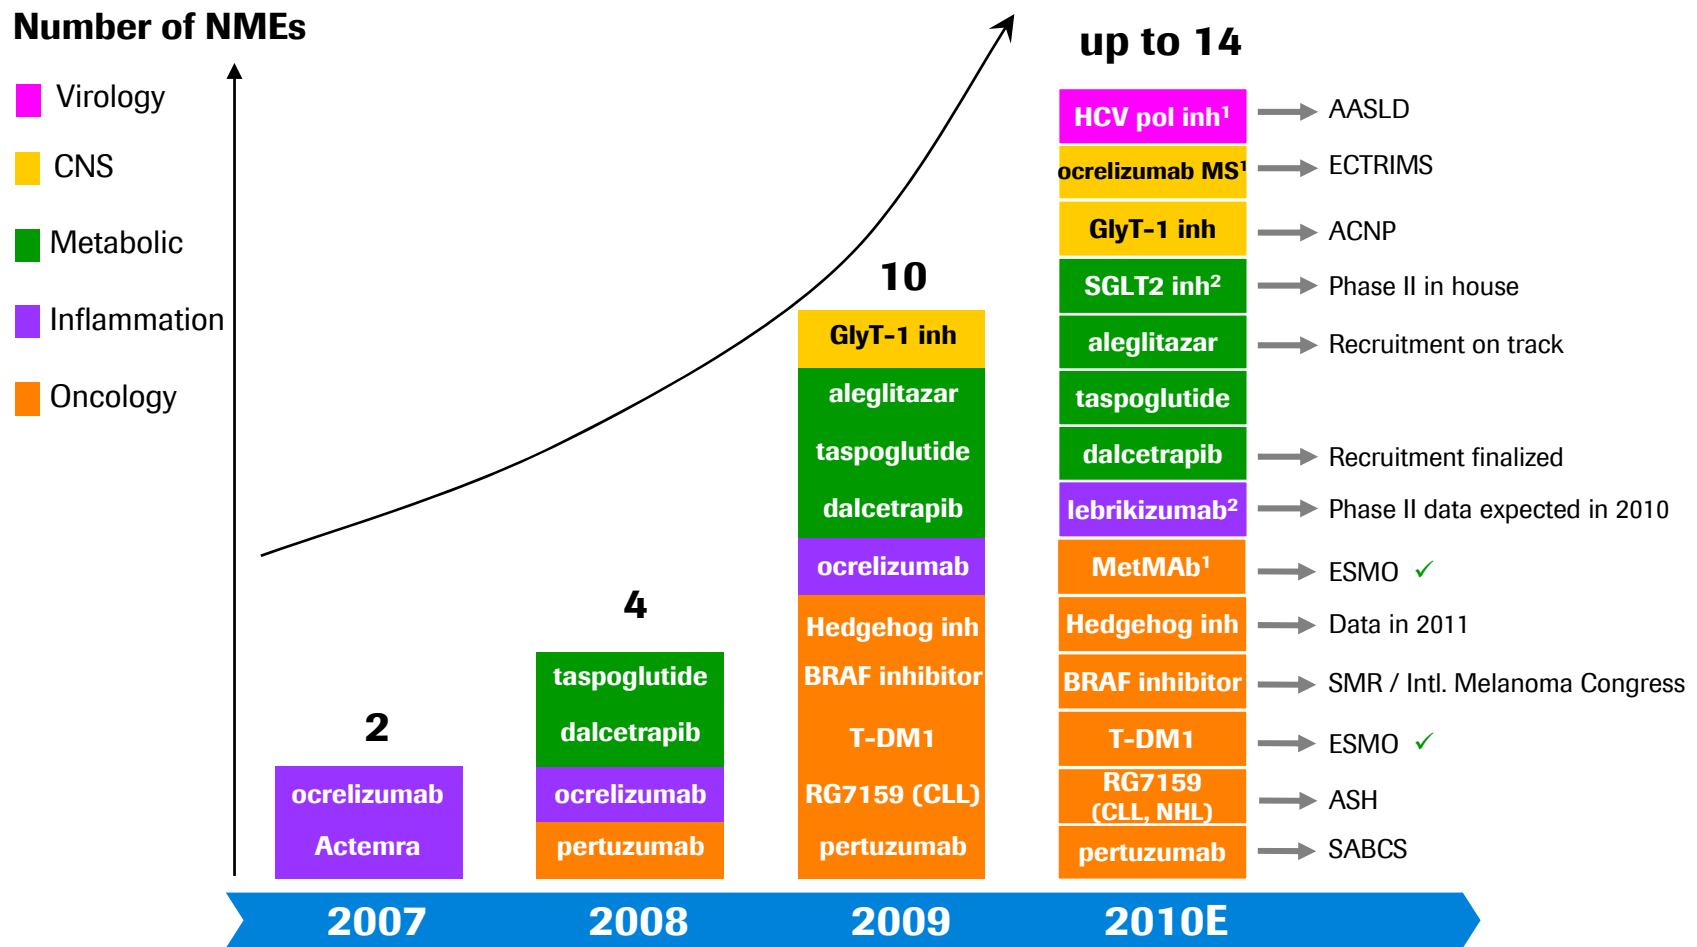 Number of NMEs
Virology
CNS
Metabolic
Inflammation
Oncology
2
ocrelizumab
Actemra
4
taspoglutide
dalcetrapib
ocrelizumab
pertuzumab
10
GlyT-1 inh
aleglitazar
taspoglutide
dalcetrapib
ocrelizumab
Hedgehog inh
BRAF inhibitor
T-DM1
RG7159 (CLL)
pertuzumab
up to 14
HCV pol inh¹ AASLD
ocrelizumab MS¹ ECTRIMS
GlyT-1 inh ACNP
SGLT2 inh² Phase II in house
aleglitazar Recruitment on track
taspoglutide
dalcetrapib Recruitment finalized
lebrikizumab² Phase II data expected in 2010
MetMAb¹ ESMO ✓
Hedgehog inh Data in 2011
BRAF inhibitor SMR / Intl. Melanoma Congress
T-DM1 ESMO ✓
RG7159
(CLL, NHL) ASH
pertuzumab SABCS
2007 2008 2009 2010E